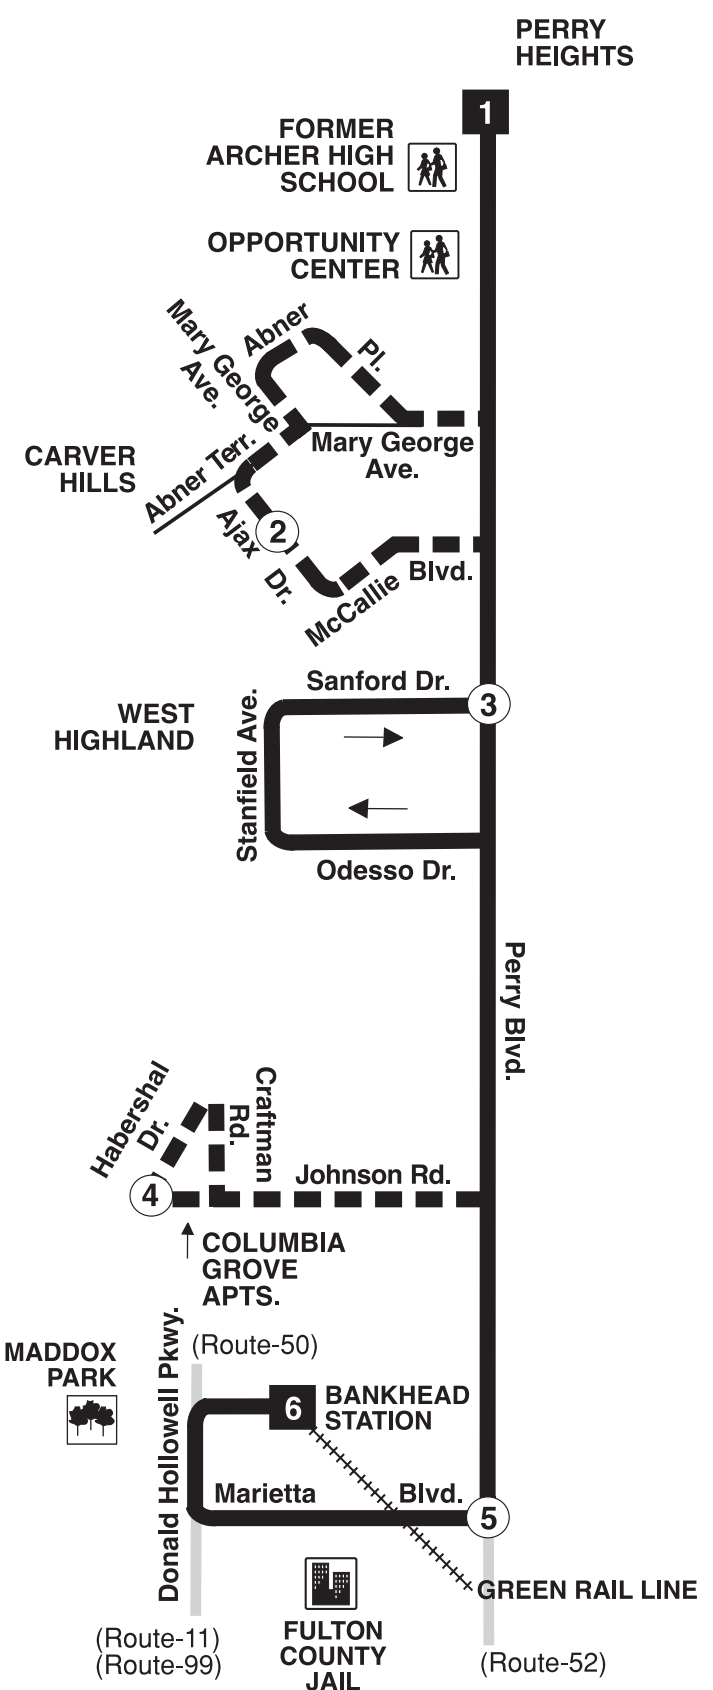 PERRY
HEIGHTS
1
FORMER
ARCHER HIGH
SCHOOL
OPPORTUNITY
CENTER
Abner
Pl.
Mary George
Ave.
Mary George
Ave.
CARVER
HILLS
Abner Terr.
2
Ajax
Dr.
McCallie
Blvd.
Sanford Dr.
3
WEST
HIGHLAND
Stanfield Ave.
Odesso Dr.
Perry Blvd.
Habershal
Dr.
Craftman
Rd.
Johnson Rd.
4
COLUMBIA
GROVE
APTS.
(Route-50)
MADDOX
PARK
Donald Hollowell Pkwy.
6
BANKHEAD
STATION
Marietta
Blvd.
5
GREEN RAIL LINE
FULTON
COUNTY
JAIL
(Route-11)
(Route-99)
(Route-52)